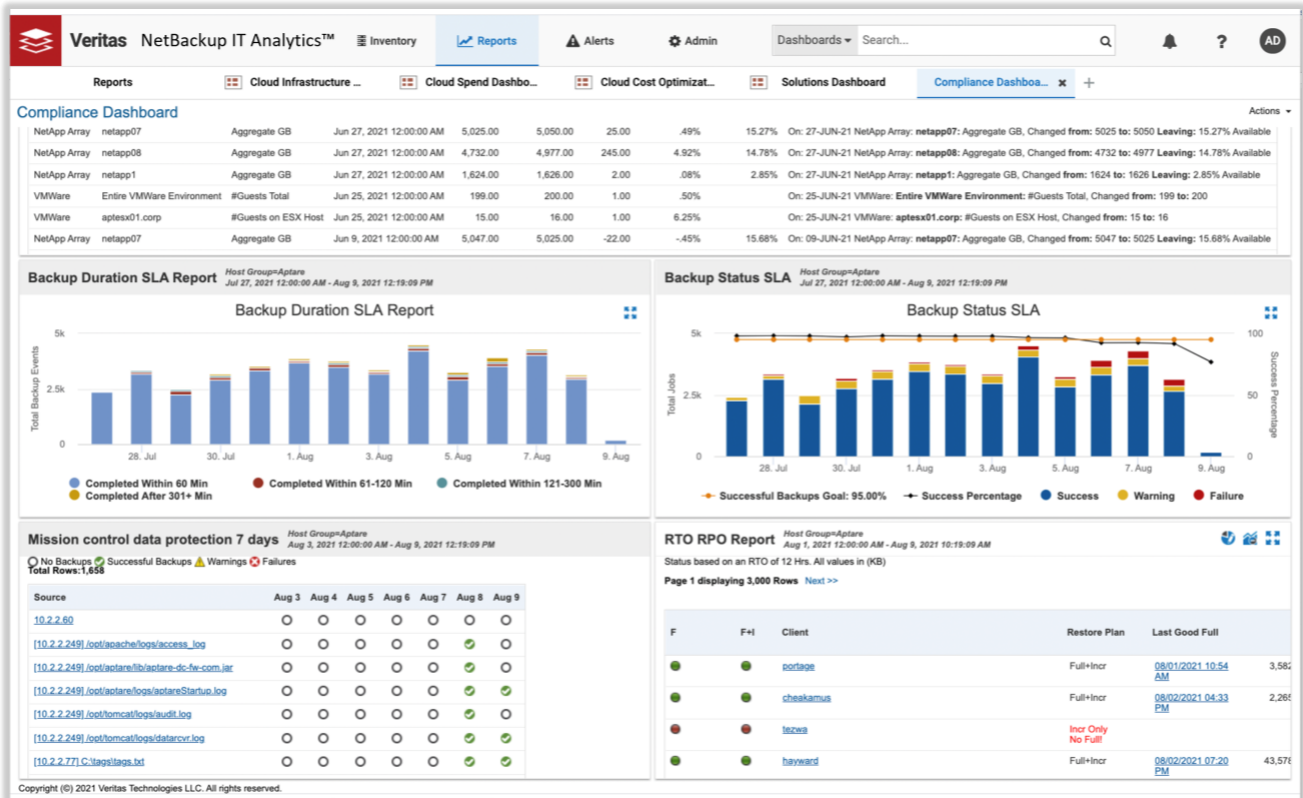 Veritas NetBackup IT Analytics™ Inventory Reports Alerts Admin Dashboards Search... ? AD
Reports Cloud Infrastructure ... Cloud Spend Dashbo... Cloud Cost Optimizat... Solutions Dashboard Compliance Dashboa... x +
Compliance Dashboard Actions
NetApp Array netapp07 Aggregate GB Jun 27, 2021 12:00:00 AM 5,025.00 5,050.00 25.00 .49% 15.27% On: 27-JUN-21 NetApp Array: netapp07: Aggregate GB, Changed from: 5025 to: 5050 Leaving: 15.27% Available
NetApp Array netapp08 Aggregate GB Jun 27, 2021 12:00:00 AM 4,732.00 4,977.00 245.00 4.92% 14.78% On: 27-JUN-21 NetApp Array: netapp08: Aggregate GB, Changed from: 4732 to: 4977 Leaving: 14.78% Available
NetApp Array netapp1 Aggregate GB Jun 27, 2021 12:00:00 AM 1,624.00 1,626.00 2.00 .08% 2.85% On: 27-JUN-21 NetApp Array: netapp1: Aggregate GB, Changed from: 1624 to: 1626 Leaving: 2.85% Available
VMWare Entire VMWare Environment #Guests Total Jun 25, 2021 12:00:00 AM 199.00 200.00 1.00 .50% On: 25-JUN-21 VMWare: Entire VMWare Environment: #Guests Total, Changed from: 199 to: 200
VMWare aptesx01.corp #Guests on ESX Host Jun 25, 2021 12:00:00 AM 15.00 16.00 1.00 6.25% On: 25-JUN-21 VMWare: aptesx01.corp: #Guests on ESX Host, Changed from: 15 to: 16
NetApp Array netapp07 Aggregate GB Jun 9, 2021 12:00:00 AM 5,047.00 5,025.00 -22.00 -.45% 15.68% On: 09-JUN-21 NetApp Array: netapp07: Aggregate GB, Changed from: 5047 to: 5025 Leaving: 15.68% Available
Backup Duration SLA Report Host Group=Aptare
Jul 27, 2021 12:00:00 AM - Aug 9, 2021 12:19:09 PM
Backup Duration SLA Report
Total Backup Events
5k
2.5k
0
28. Jul 30. Jul 1. Aug 3. Aug 5. Aug 7. Aug 9. Aug
Completed Within 60 Min Completed Within 61-120 Min Completed Within 121-300 Min
Completed After 301+ Min
Backup Status SLA Host Group=Aptare
Jul 27, 2021 12:00:00 AM - Aug 9, 2021 12:19:09 PM
Backup Status SLA
Total Jobs
5k 100
2.5k 50
0 0
Success Percentage
28. Jul 30. Jul 1. Aug 3. Aug 5. Aug 7. Aug 9. Aug
Successful Backups Goal: 95.00% Success Percentage Success Warning Failure
Mission control data protection 7 days Host Group=Aptare
Aug 3, 2021 12:00:00 AM - Aug 9, 2021 12:19:09 PM
No Backups Successful Backups Warnings Failures
Total Rows:1,658
Source Aug 3 Aug 4 Aug 5 Aug 6 Aug 7 Aug 8 Aug 9
10.2.2.60
[10.2.2.249] /opt/apache/logs/access_log
[10.2.2.249] /opt/aptare/lib/aptare-dc-fw-com.jar
[10.2.2.249] /opt/aptare/logs/aptareStartup.log
[10.2.2.249] /opt/tomcat/logs/audit.log
[10.2.2.249] /opt/tomcat/logs/datarcvr.log
[10.2.2.77] C:\tags\tags.txt
RTO RPO Report Host Group=Aptare
Aug 1, 2021 12:00:00 AM - Aug 9, 2021 10:19:09 AM
Status based on an RTO of 12 Hrs. All values in (KB)
Page 1 displaying 3,000 Rows Next >>
F F+I Client Restore Plan Last Good Full
portage Full+Incr 08/01/2021 10:54 AM 3,582
cheakamus Full+Incr 08/02/2021 04:33 PM 2,265
tezwa Incr Only No Full!
hayward Full+Incr 08/02/2021 07:20 PM 43,578
Copyright (©) 2021 Veritas Technologies LLC. All rights reserved.